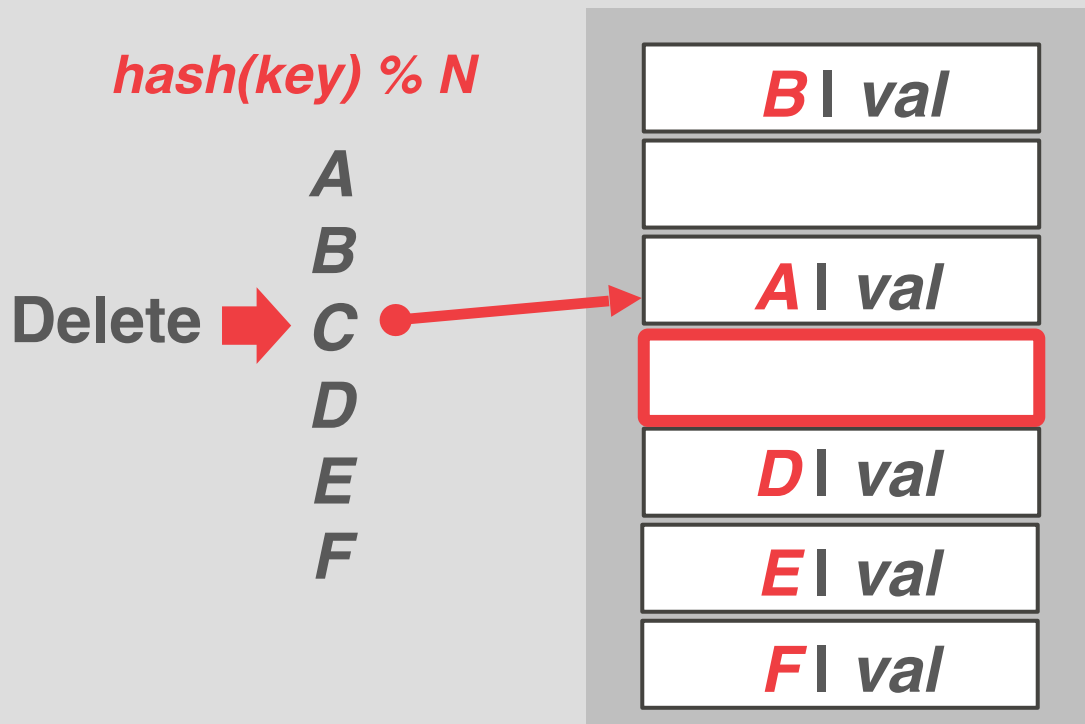 hash(key) % N
A
B
Delete C
D
E
F
B | val
A | val
D | val
E | val
F | val